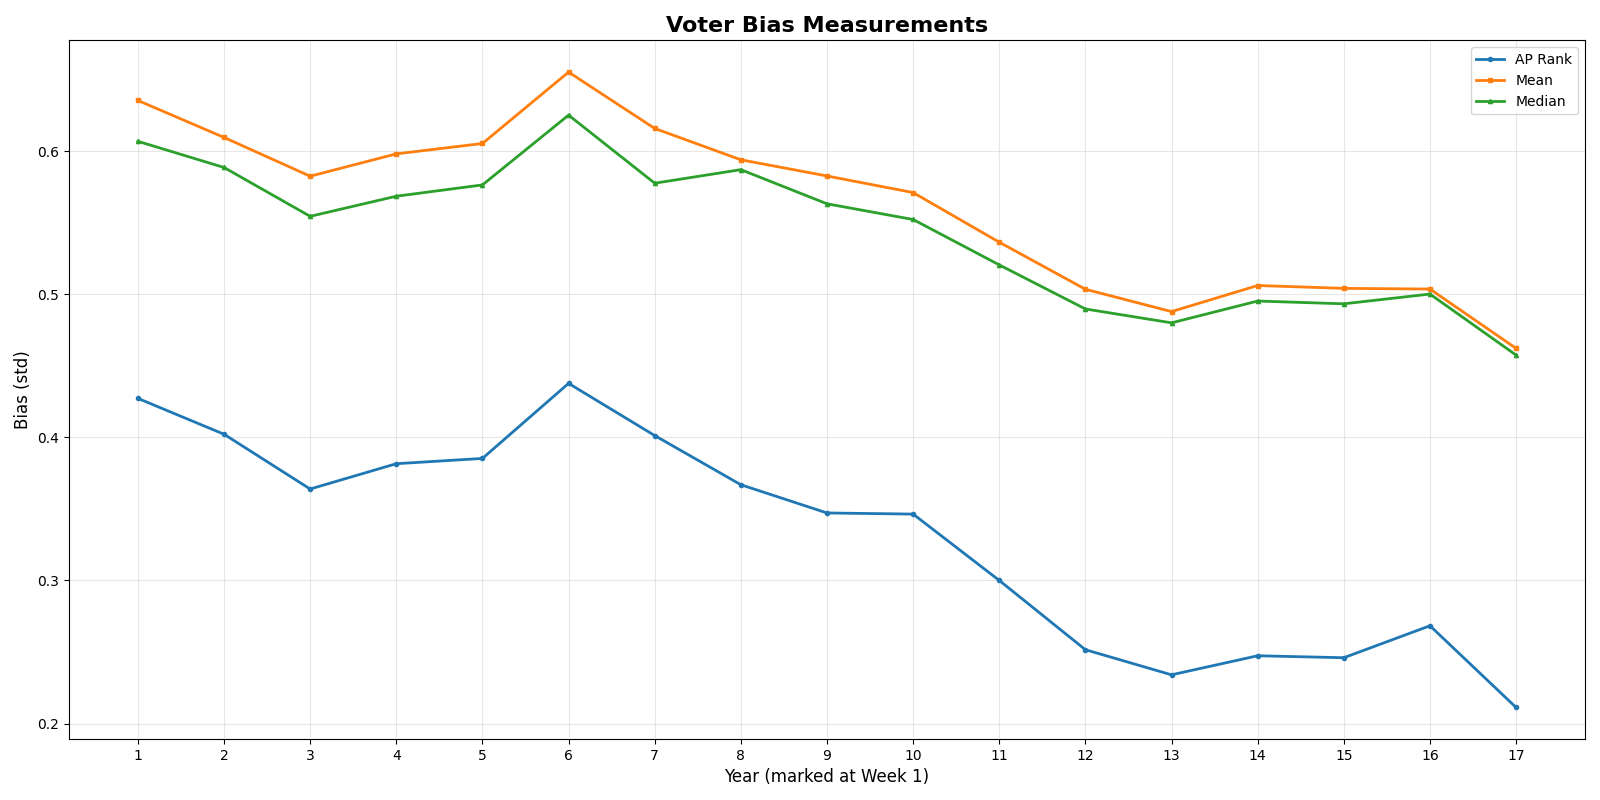 Voter Bias Measurements
AP Rank
Mean
Median
Bias (std)
0.6
0.5
0.4
0.3
0.2
1 2 3 4 5 6 7 8 9 10 11 12 13 14 15 16 17
Year (marked at Week 1)